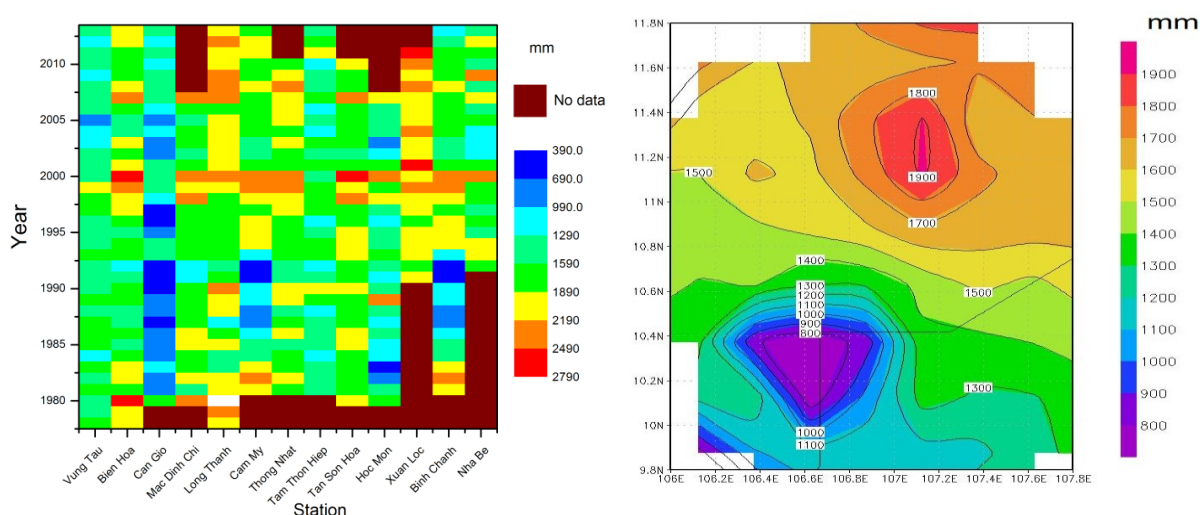 mm
No data
390.0
690.0
990.0
1290
1590
1890
2190
2490
2790
Year
2010
2005
2000
1995
1990
1985
1980
Vung Tau
Bien Hoa
Can Gio
Mac Dinh Chi
Long Thanh
Cam My
Thong Nhat
Tam Thon Hiep
Tan Son Hoa
Hoc Mon
Xuan Loc
Binh Chanh
Nha Be
Station
mm
11.8N
11.6N
11.4N
11.2N
11N
10.8N
10.6N
10.4N
10.2N
10N
9.8N
106E
106.2E
106.4E
106.6E
106.8E
107E
107.2E
107.4E
107.6E
107.8E
1800
1500
1900
1700
1400
1500
1300
1200
1100
1000
900
800
1300
1000
1100
1900
1800
1700
1600
1500
1400
1300
1200
1100
1000
900
800